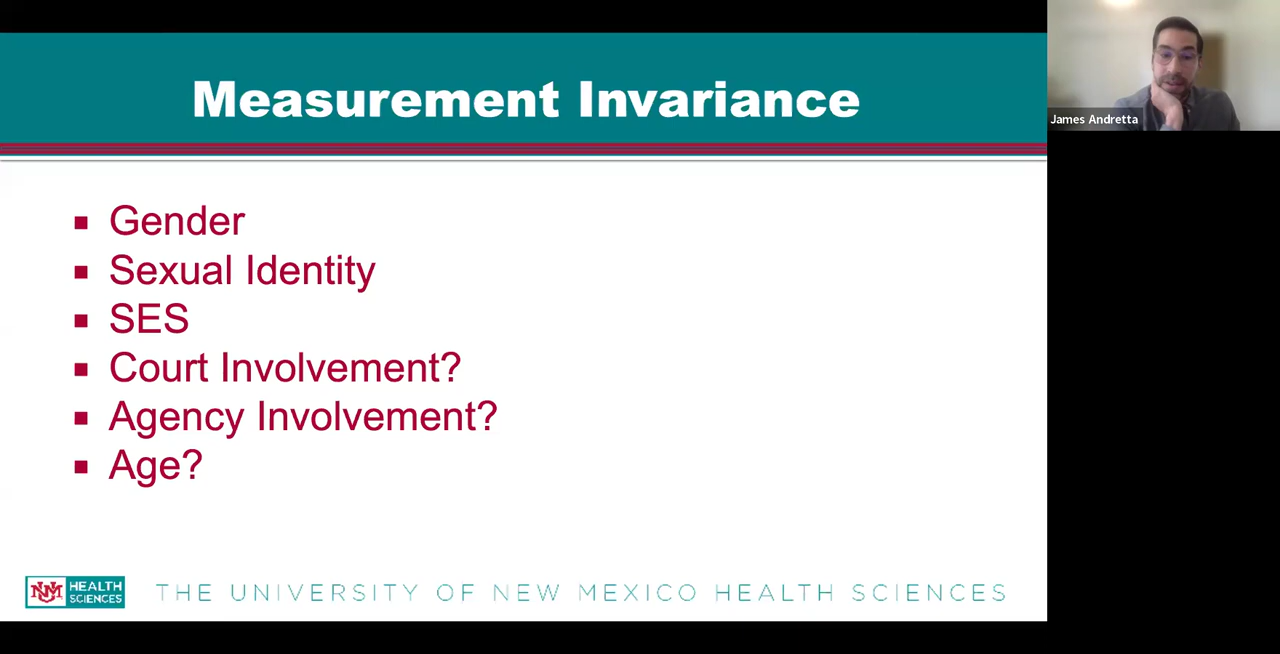 Measurement Invariance
James Andretta
Gender
Sexual Identity
SES
Court Involvement?
Agency Involvement?
Age?
UNM HEALTH SCIENCES
THE UNIVERSITY OF NEW MEXICO HEALTH SCIENCES